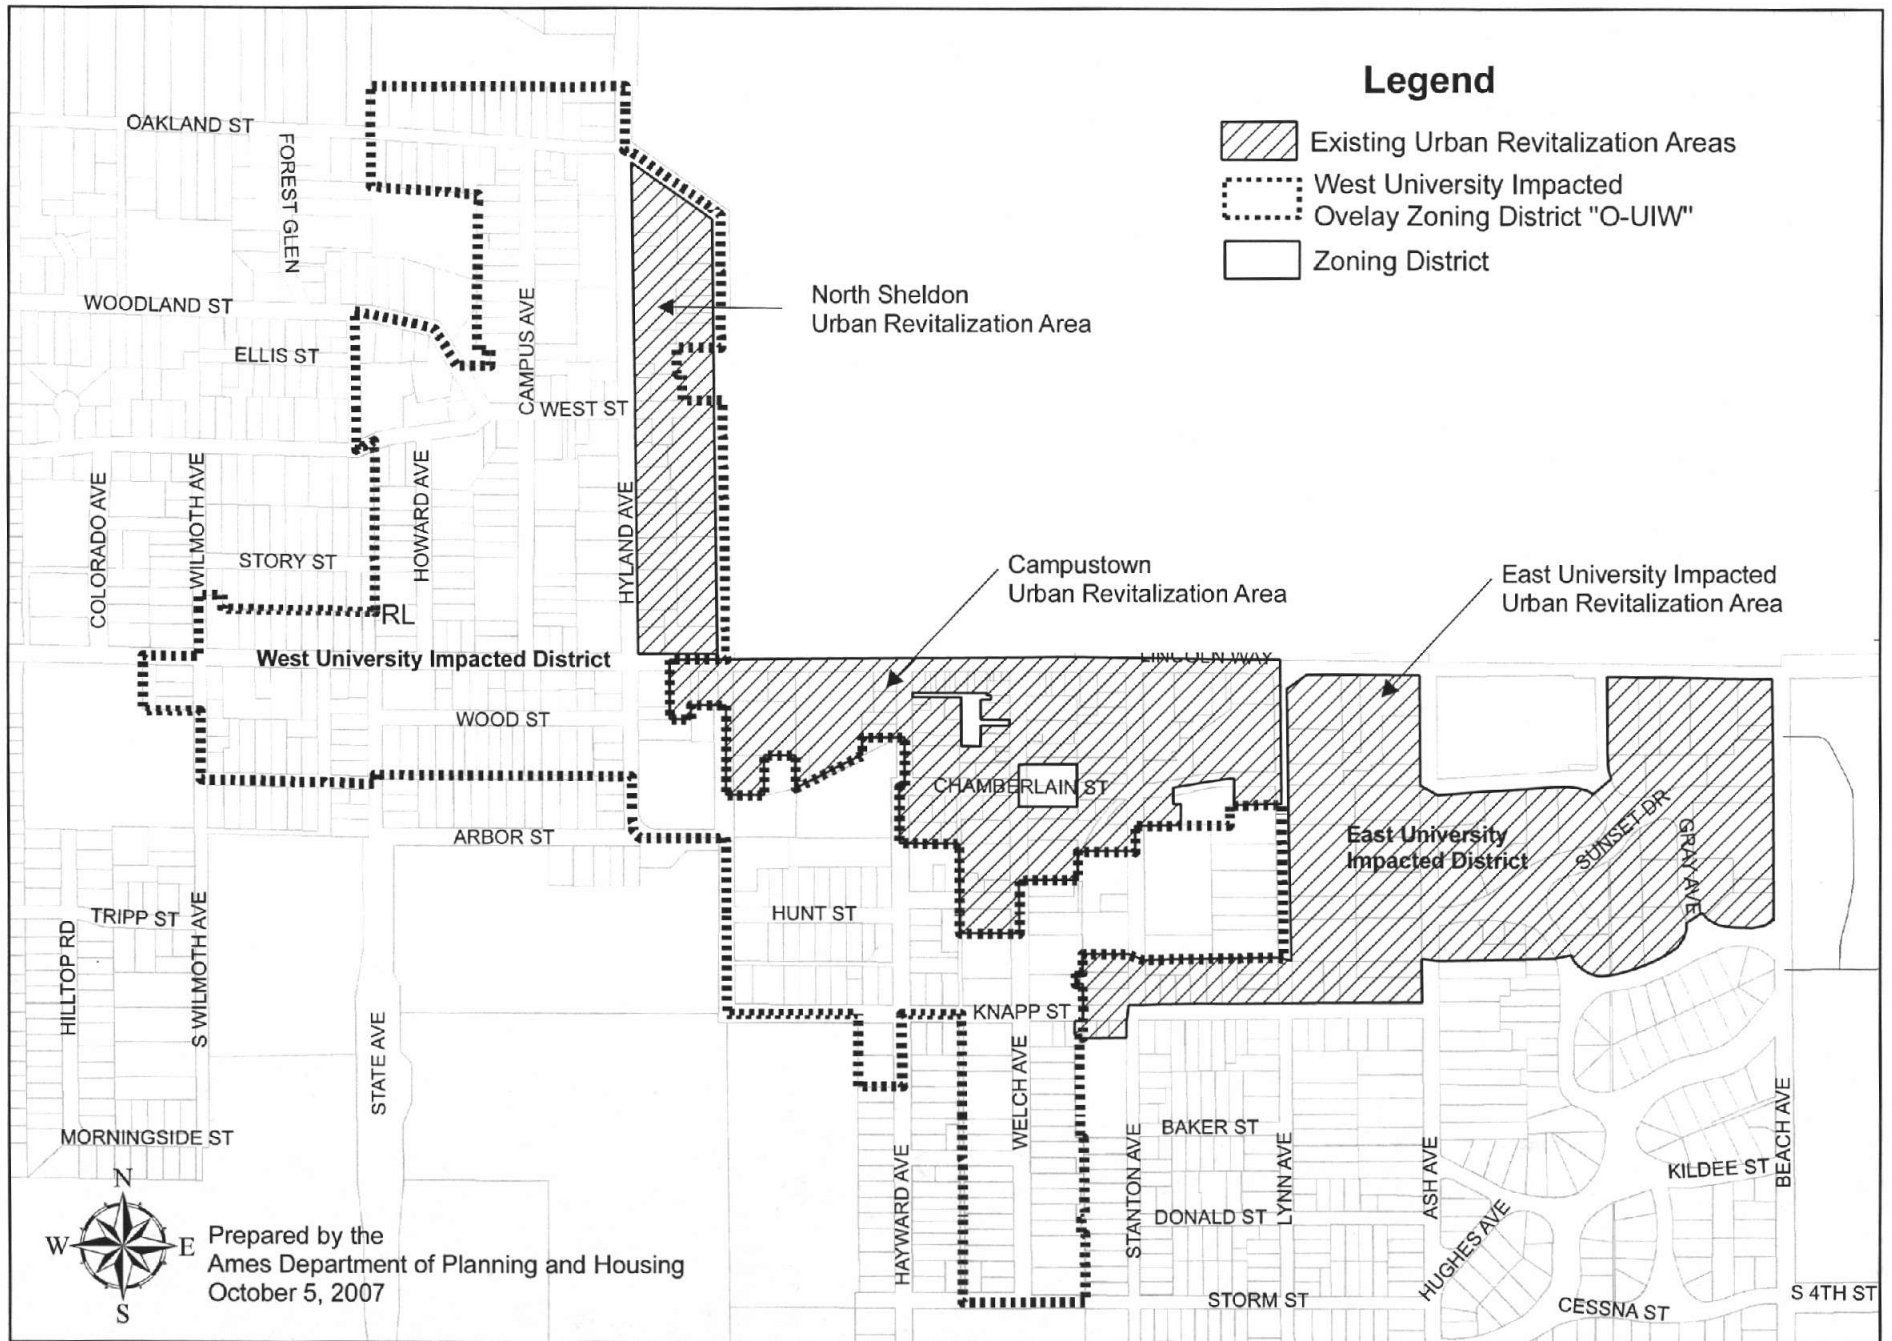 Legend
Existing Urban Revitalization Areas
West University Impacted
Ovelay Zoning District "O-UIW"
Zoning District
OAKLAND ST
FOREST GLEN
WOODLAND ST
ELLIS ST
CAMPUS AVE
WEST ST
North Sheldon
Urban Revitalization Area
COLORADO AVE
WILMOTH AVE
HOWARD AVE
HYLAND AVE
STORY ST
RL
Campustown
Urban Revitalization Area
East University Impacted
Urban Revitalization Area
West University Impacted District
LINCOLN WAY
WOOD ST
CHAMBERLAIN ST
ARBOR ST
East University
Impacted District
SUNSET DR
GRAY AVE
TRIPP ST
HUNT ST
HILLTOP RD
S WILMOTH AVE
STATE AVE
KNAPP ST
WELCH AVE
BAKER ST
MORNINGSIDE ST
HAYWARD AVE
STANTON AVE
LYNN AVE
ASH AVE
KILDEE ST
BEACH AVE
DONALD ST
HUGHES AVE
STORM ST
CESSNA ST
S 4TH ST
N
W
E
S
Prepared by the
Ames Department of Planning and Housing
October 5, 2007